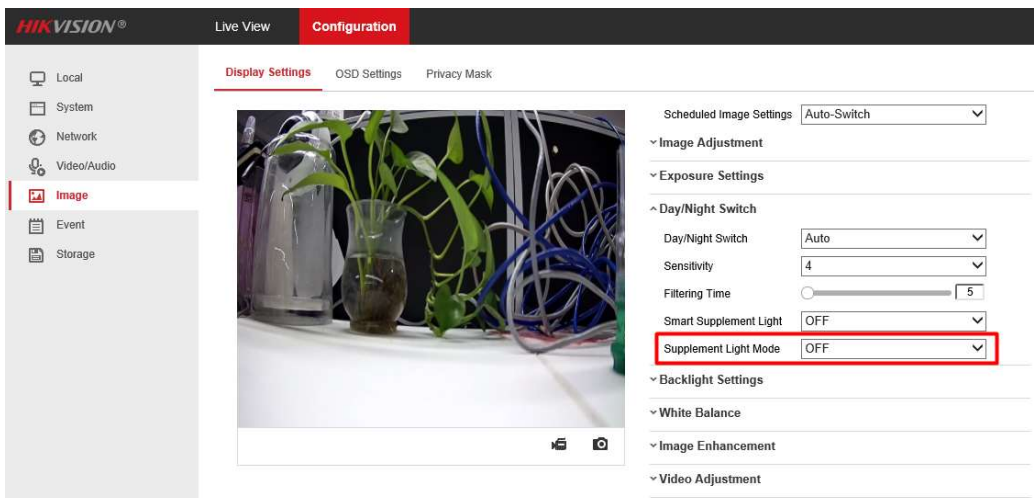 HIKVISION®
Live View
Configuration
Local
System
Network
Video/Audio
Image
Event
Storage
Display Settings
OSD Settings
Privacy Mask
Scheduled Image Settings Auto-Switch
Image Adjustment
Exposure Settings
Day/Night Switch
Day/Night Switch Auto
Sensitivity 4
Filtering Time 5
Smart Supplement Light OFF
Supplement Light Mode OFF
Backlight Settings
White Balance
Image Enhancement
Video Adjustment